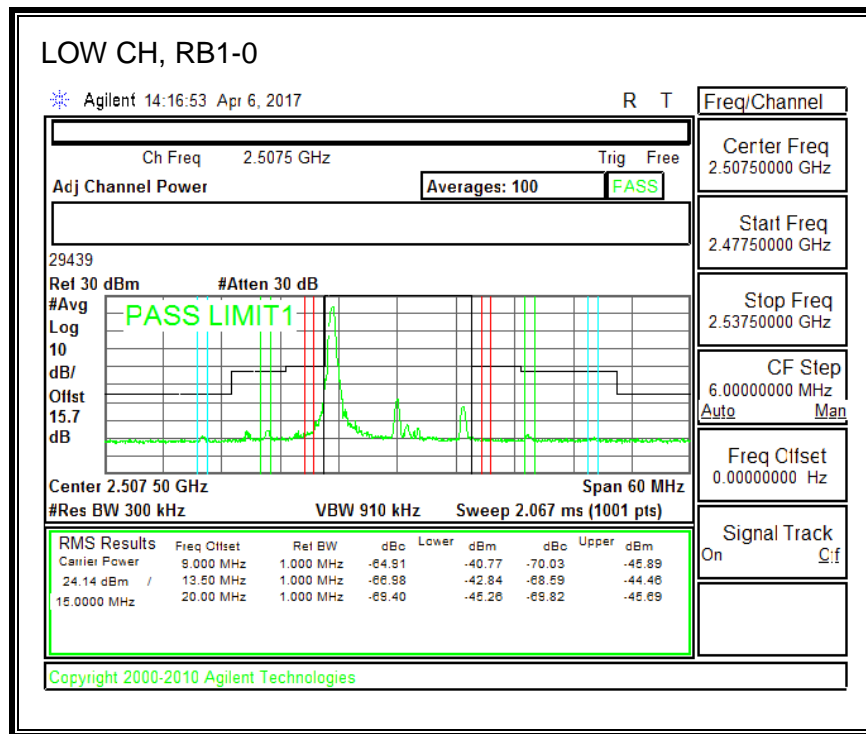 LOW CH, RB1-0
Agilent 14:16:53 Apr 6, 2017 R T
Freq/Channel
Ch Freq 2.5075 GHz Trig Free
Adj Channel Power Averages: 100 PASS
Center Freq
2.50750000 GHz
Start Freq
2.47750000 GHz
Stop Freq
2.53750000 GHz
CF Step
6.00000000 MHz
Auto Man
Freq Offset
0.00000000 Hz
Signal Track
On Off
29439
Ref 30 dBm #Atten 30 dB
#Avg
Log
10
dB/
Offst
15.7
dB
PASS LIMIT1
Center 2.507 50 GHz Span 60 MHz
#Res BW 300 kHz VBW 910 kHz Sweep 2.067 ms (1001 pts)
RMS Results Freq Offset Ref BW dBc Lower dBm dBc Upper dBm
Carrier Power 9.000 MHz 1.000 MHz -64.91 -40.77 -70.03 -45.89
24.14 dBm / 13.50 MHz 1.000 MHz -66.98 -42.84 -68.59 -44.46
15.0000 MHz 20.00 MHz 1.000 MHz -69.40 -45.26 -69.82 -45.69
Copyright 2000-2010 Agilent Technologies